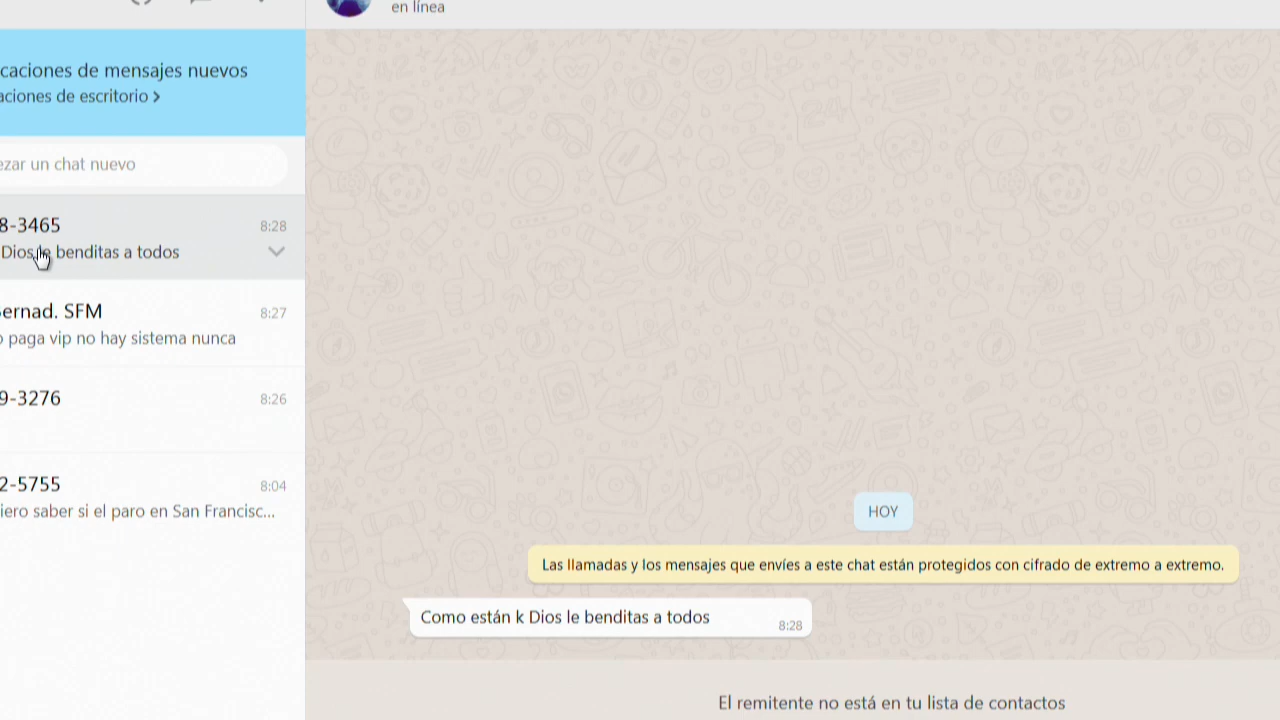 en línea
caciones de mensajes nuevos
aciones de escritorio >
ezar un chat nuevo
8-3465 8:28
Dios le benditas a todos
ernad. SFM 8:27
o paga vip no hay sistema nunca
9-3276 8:26
2-5755 8:04
iero saber si el paro en San Francisc...
HOY
Las llamadas y los mensajes que envíes a este chat están protegidos con cifrado de extremo a extremo.
Como están k Dios le benditas a todos 8:28
El remitente no está en tu lista de contactos